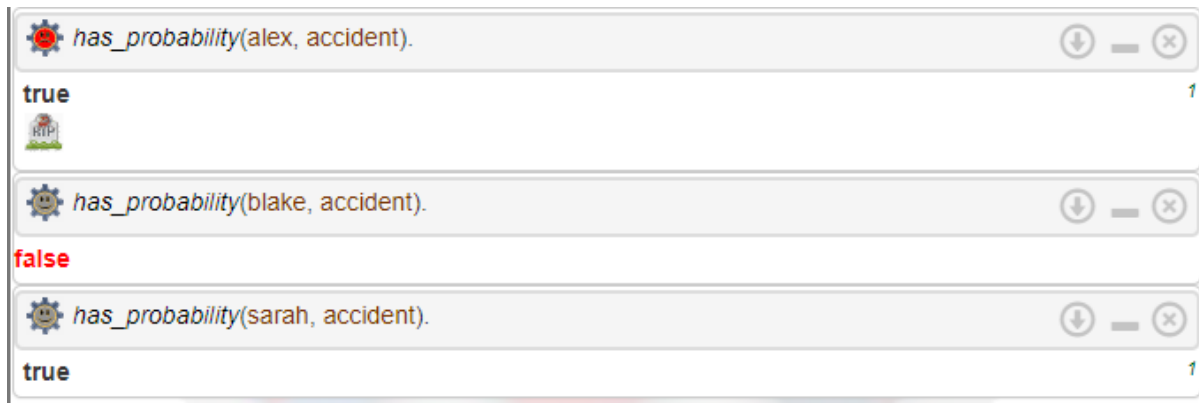 has_probability(alex, accident).
true
1
RIP
has_probability(blake, accident).
false
has_probability(sarah, accident).
true
1